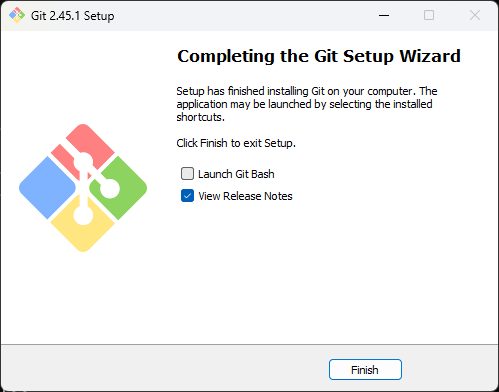 Git 2.45.1 Setup
Completing the Git Setup Wizard
Setup has finished installing Git on your computer. The
application may be launched by selecting the installed
shortcuts.
Click Finish to exit Setup.
Launch Git Bash
View Release Notes
Finish